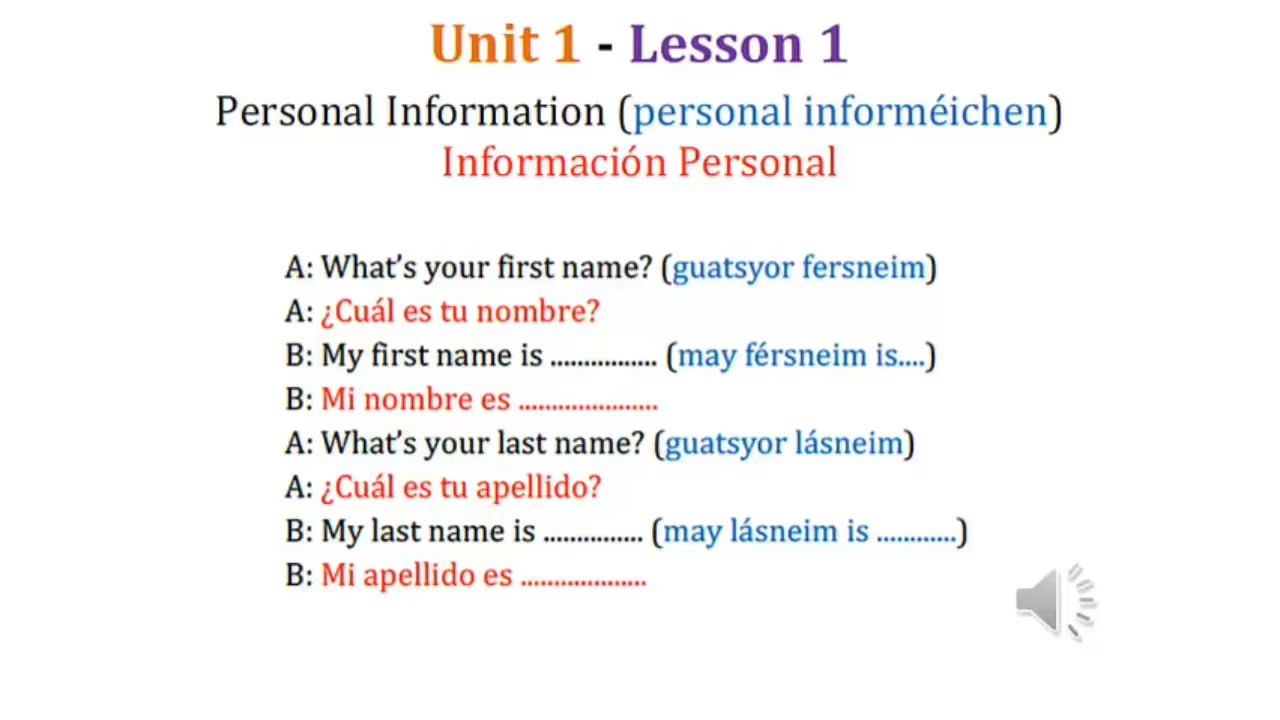 Unit 1 - Lesson 1
Personal Information (personal informéichen)
Información Personal
A: What's your first name? (guatsyor fersneim)
A: ¿Cuál es tu nombre?
B: My first name is ................ (may férsneim is....)
B: Mi nombre es .....................
A: What's your last name? (guatsyor lásneim)
A: ¿Cuál es tu apellido?
B: My last name is ............... (may lásneim is ............)
B: Mi apellido es ...................